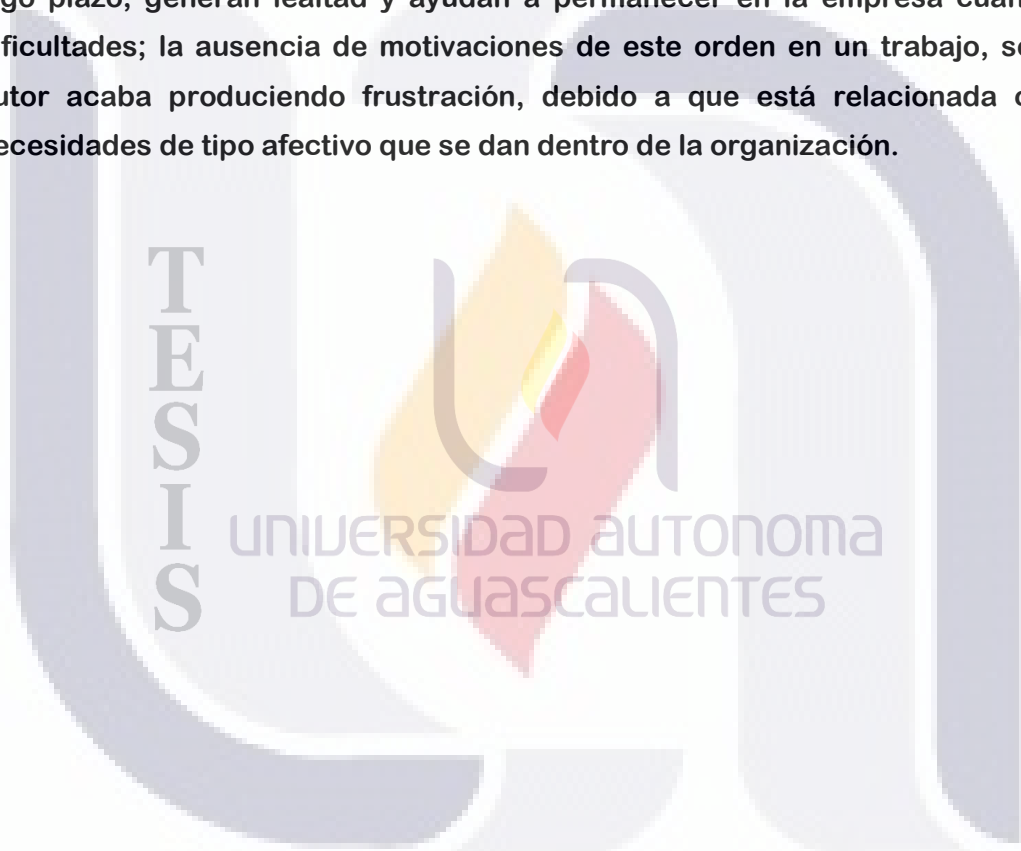 go plazo, generan lealtad y ayudan a permanecer en la empresa cuan
ficultades; la ausencia de motivaciones de este orden en un trabajo, se
utor acaba produciendo frustración, debido a que está relacionada
ecesidades de tipo afectivo que se dan dentro de la organización.
TESIS
UNIVERSIDAD AUTONOMA
DE AGUASCALIENTES